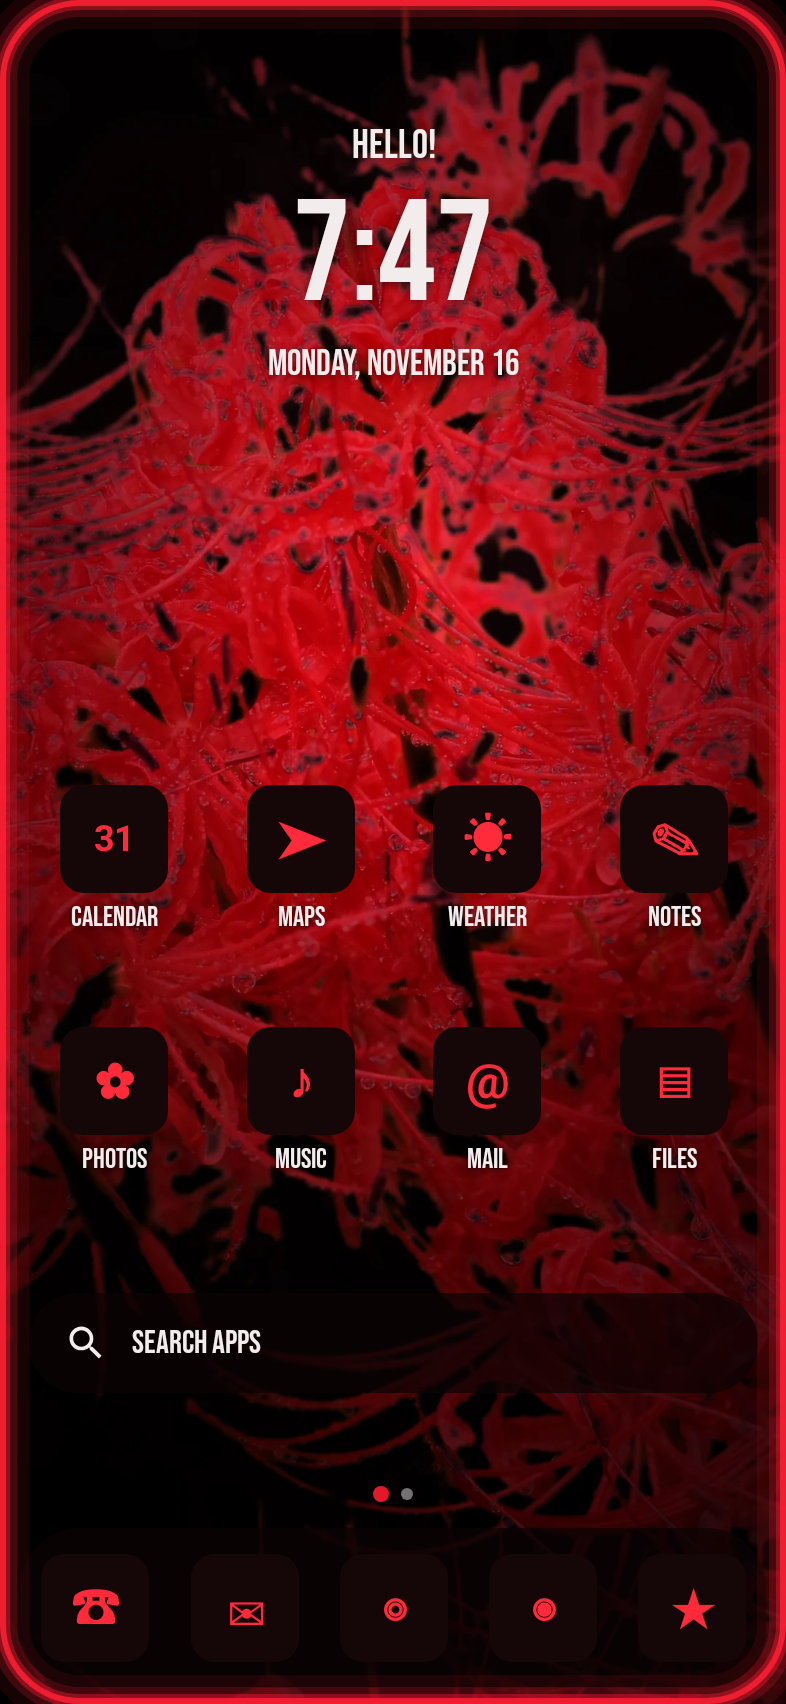 HELLO!
7:47
MONDAY, NOVEMBER 16
31
CALENDAR
MAPS
WEATHER
NOTES
PHOTOS
MUSIC
@
MAIL
FILES
SEARCH APPS